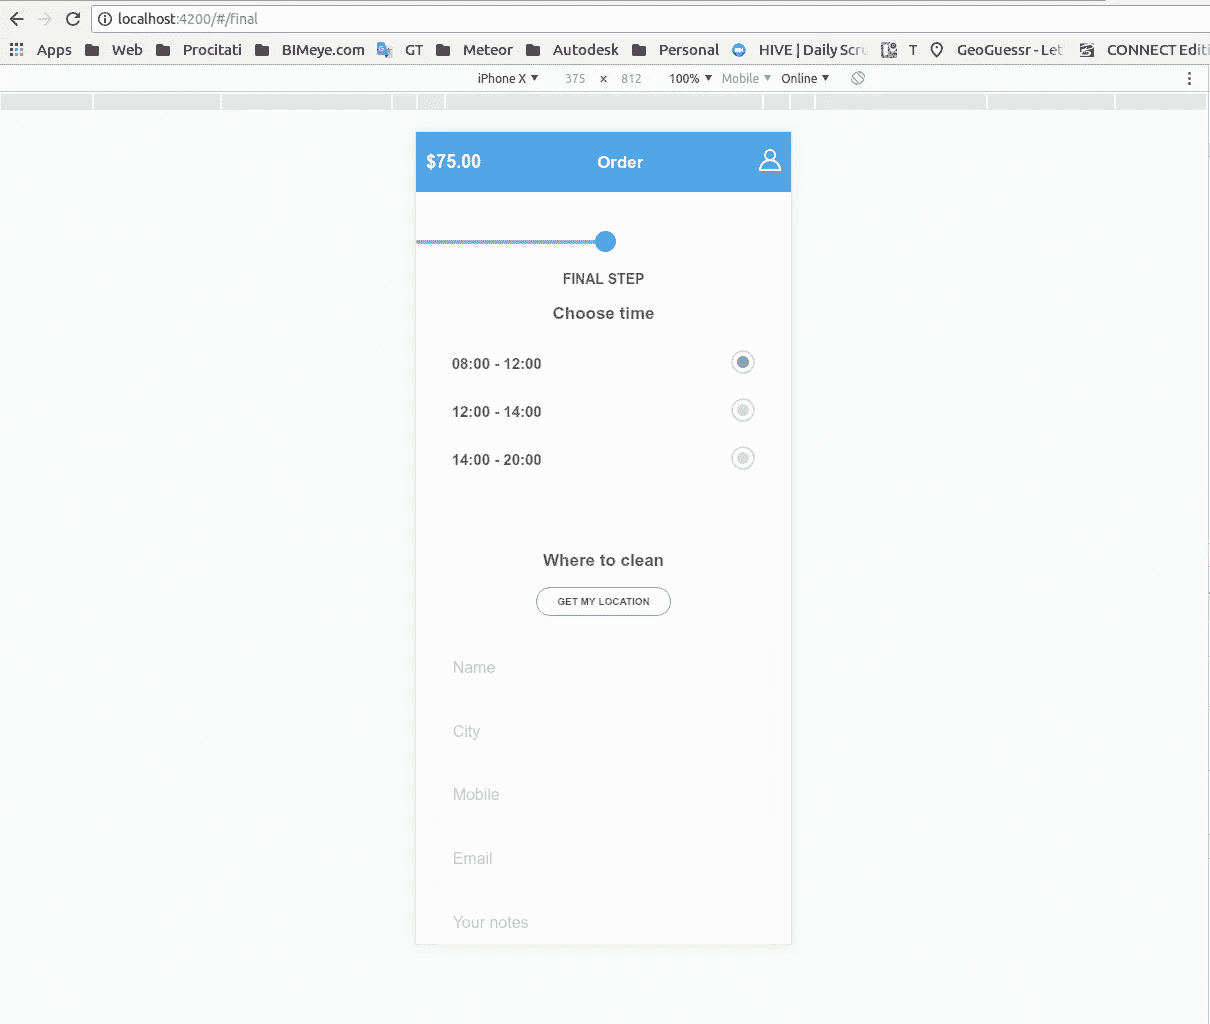 localhost:4200/#/final
Apps Web Procitati BIMeye.com GT Meteor Autodesk Personal HIVE | Daily Scru T GeoGuessr - Let' CONNECT Editi
iPhone X 375 x 812 100% Mobile Online
$75.00 Order
FINAL STEP
Choose time
08:00 - 12:00
12:00 - 14:00
14:00 - 20:00
Where to clean
GET MY LOCATION
Name
City
Mobile
Email
Your notes